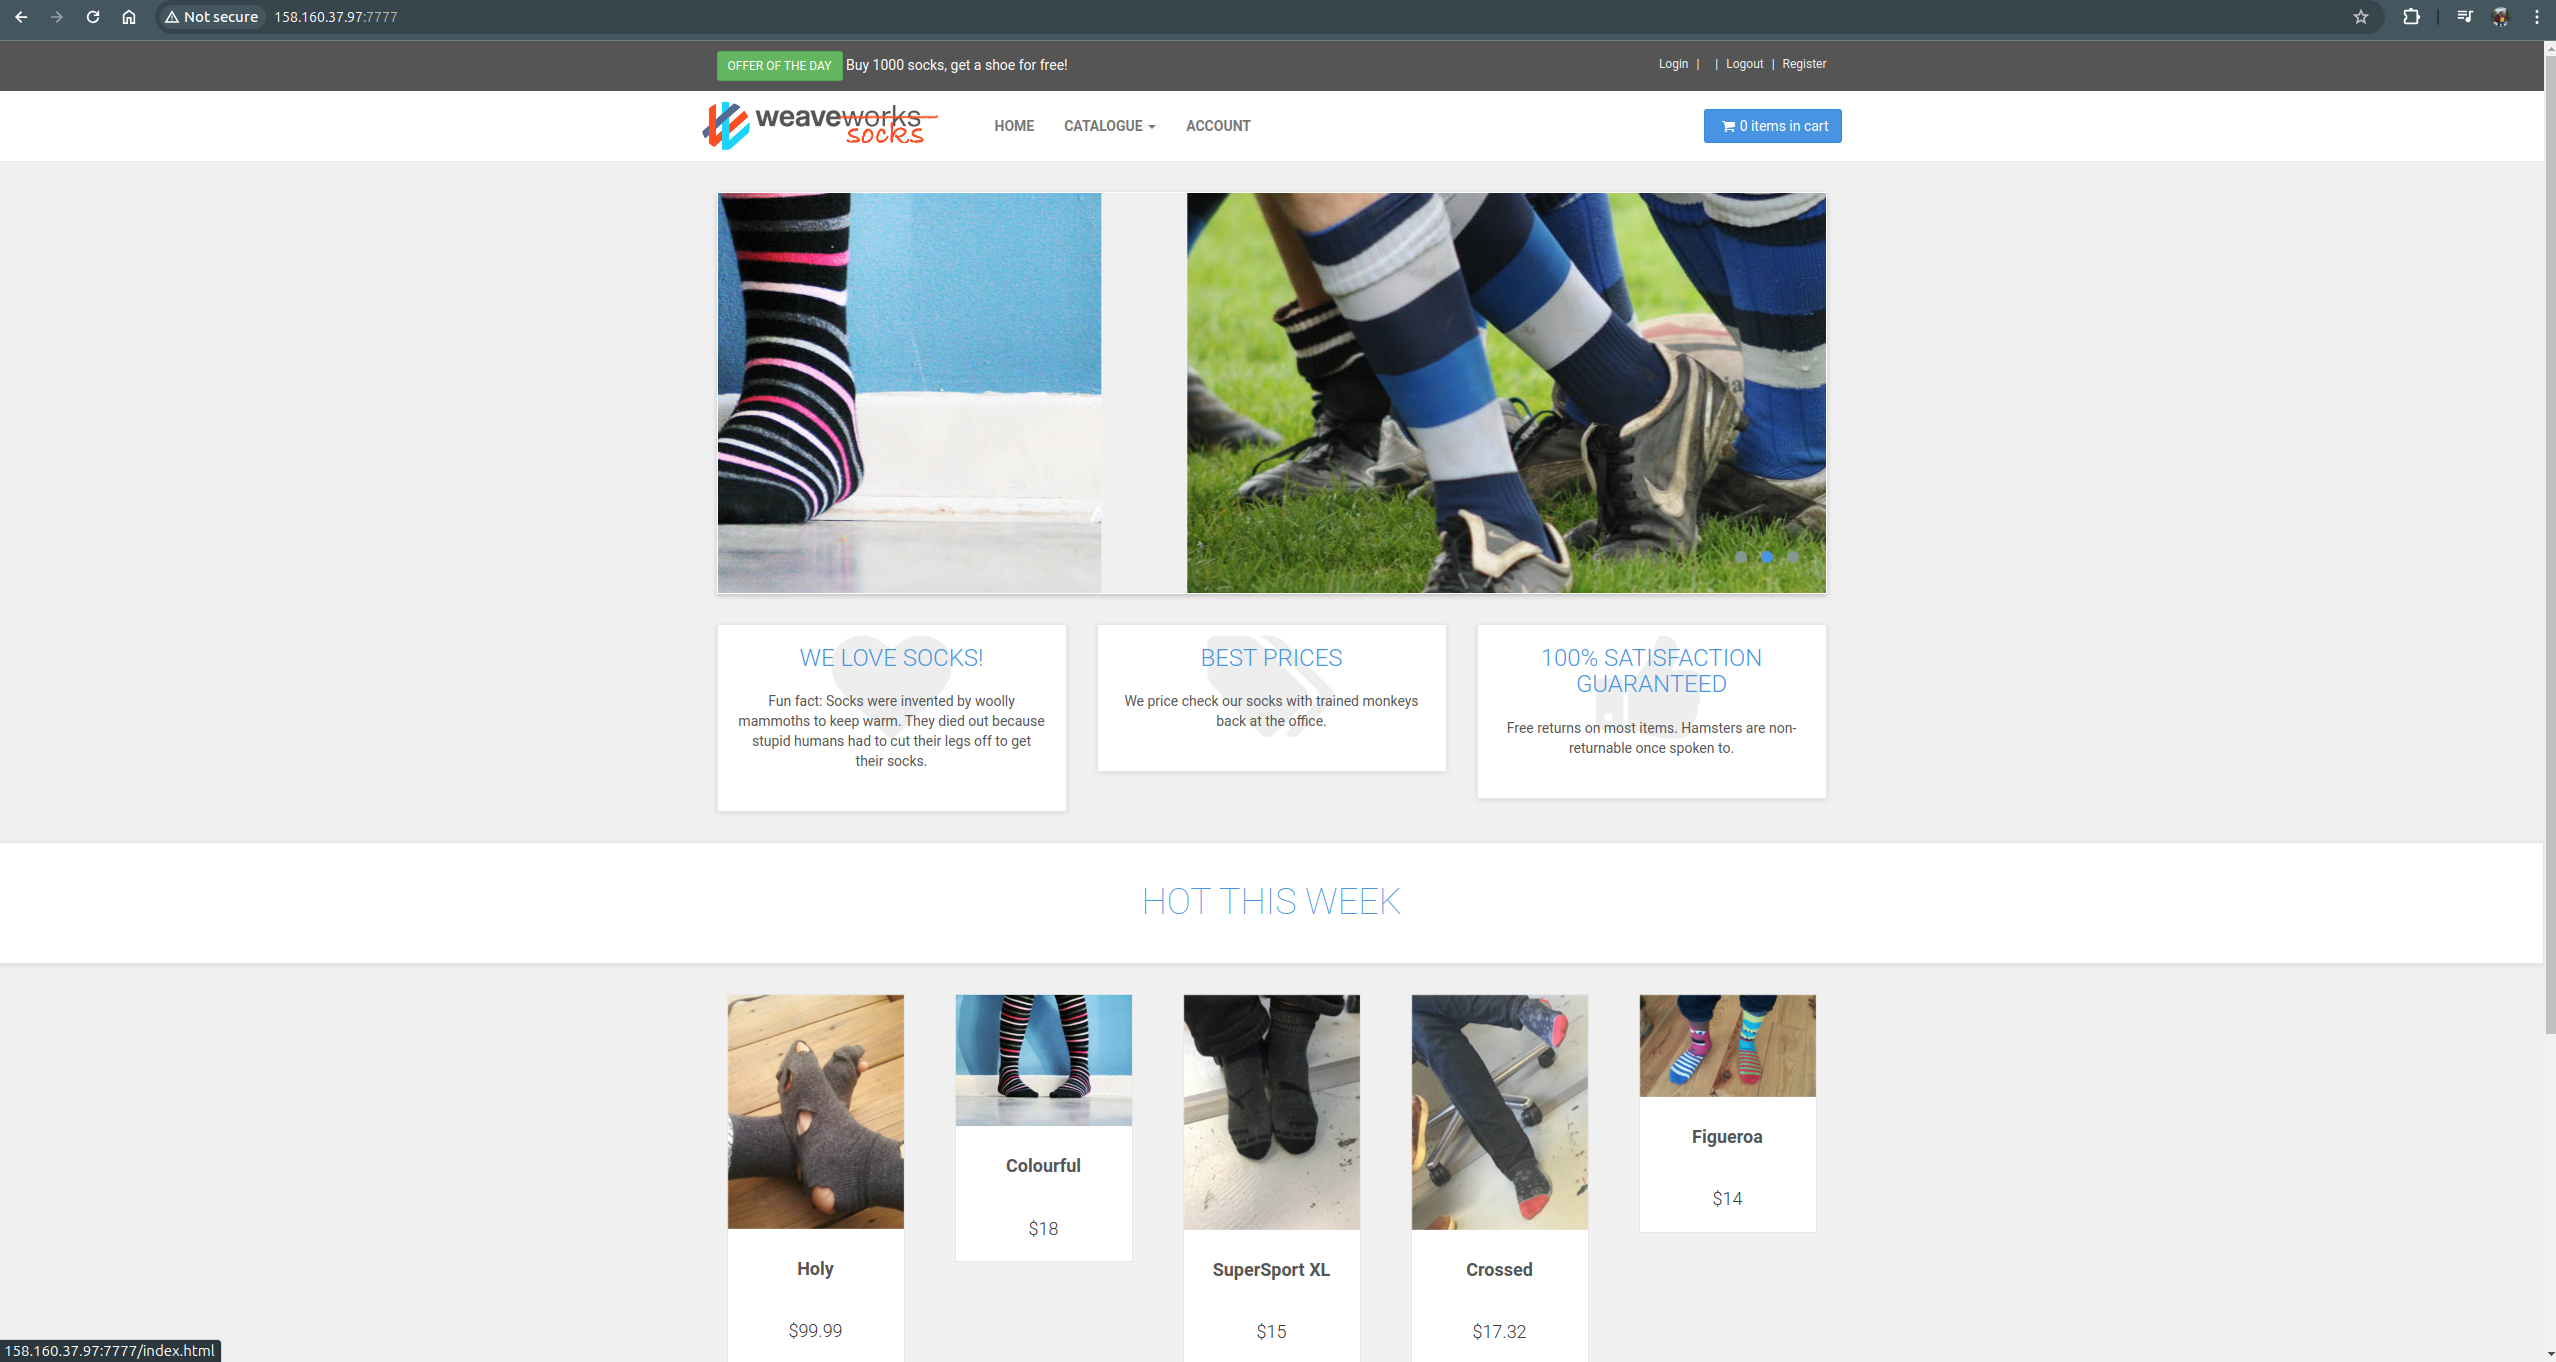 Not secure 158.160.37.97:7777
OFFER OF THE DAY Buy 1000 socks, get a shoe for free!
Login | | Logout | Register
weaveworks
socks
HOME CATALOGUE ACCOUNT
0 items in cart
WE LOVE SOCKS!
Fun fact: Socks were invented by woolly
mammoths to keep warm. They died out because
stupid humans had to cut their legs off to get
their socks.
BEST PRICES
We price check our socks with trained monkeys
back at the office.
100% SATISFACTION
GUARANTEED
Free returns on most items. Hamsters are non-
returnable once spoken to.
HOT THIS WEEK
Holy
$99.99
Colourful
$18
SuperSport XL
$15
Crossed
$17.32
Figueroa
$14
158.160.37.97:7777/index.html